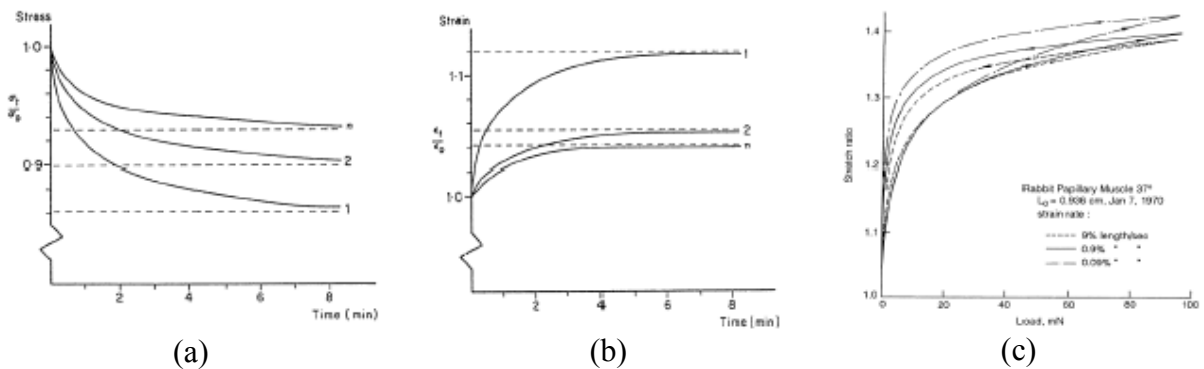 Stress
1·0
0·9
2
4
6
8
Time (min)
n
2
1
(a)
Strain
1·1
1·0
2
4
6
8
Time (min)
1
2
n
(b)
Stretch ratio
1.4
1.3
1.2
1.1
1.0
0
20
40
60
80
100
Load, mN
Rabbit Papillary Muscle 37°
L₀ = 0.936 cm, Jan 7, 1970
strain rate :
9% length/sec
0.9% " "
0.09% " "
(c)